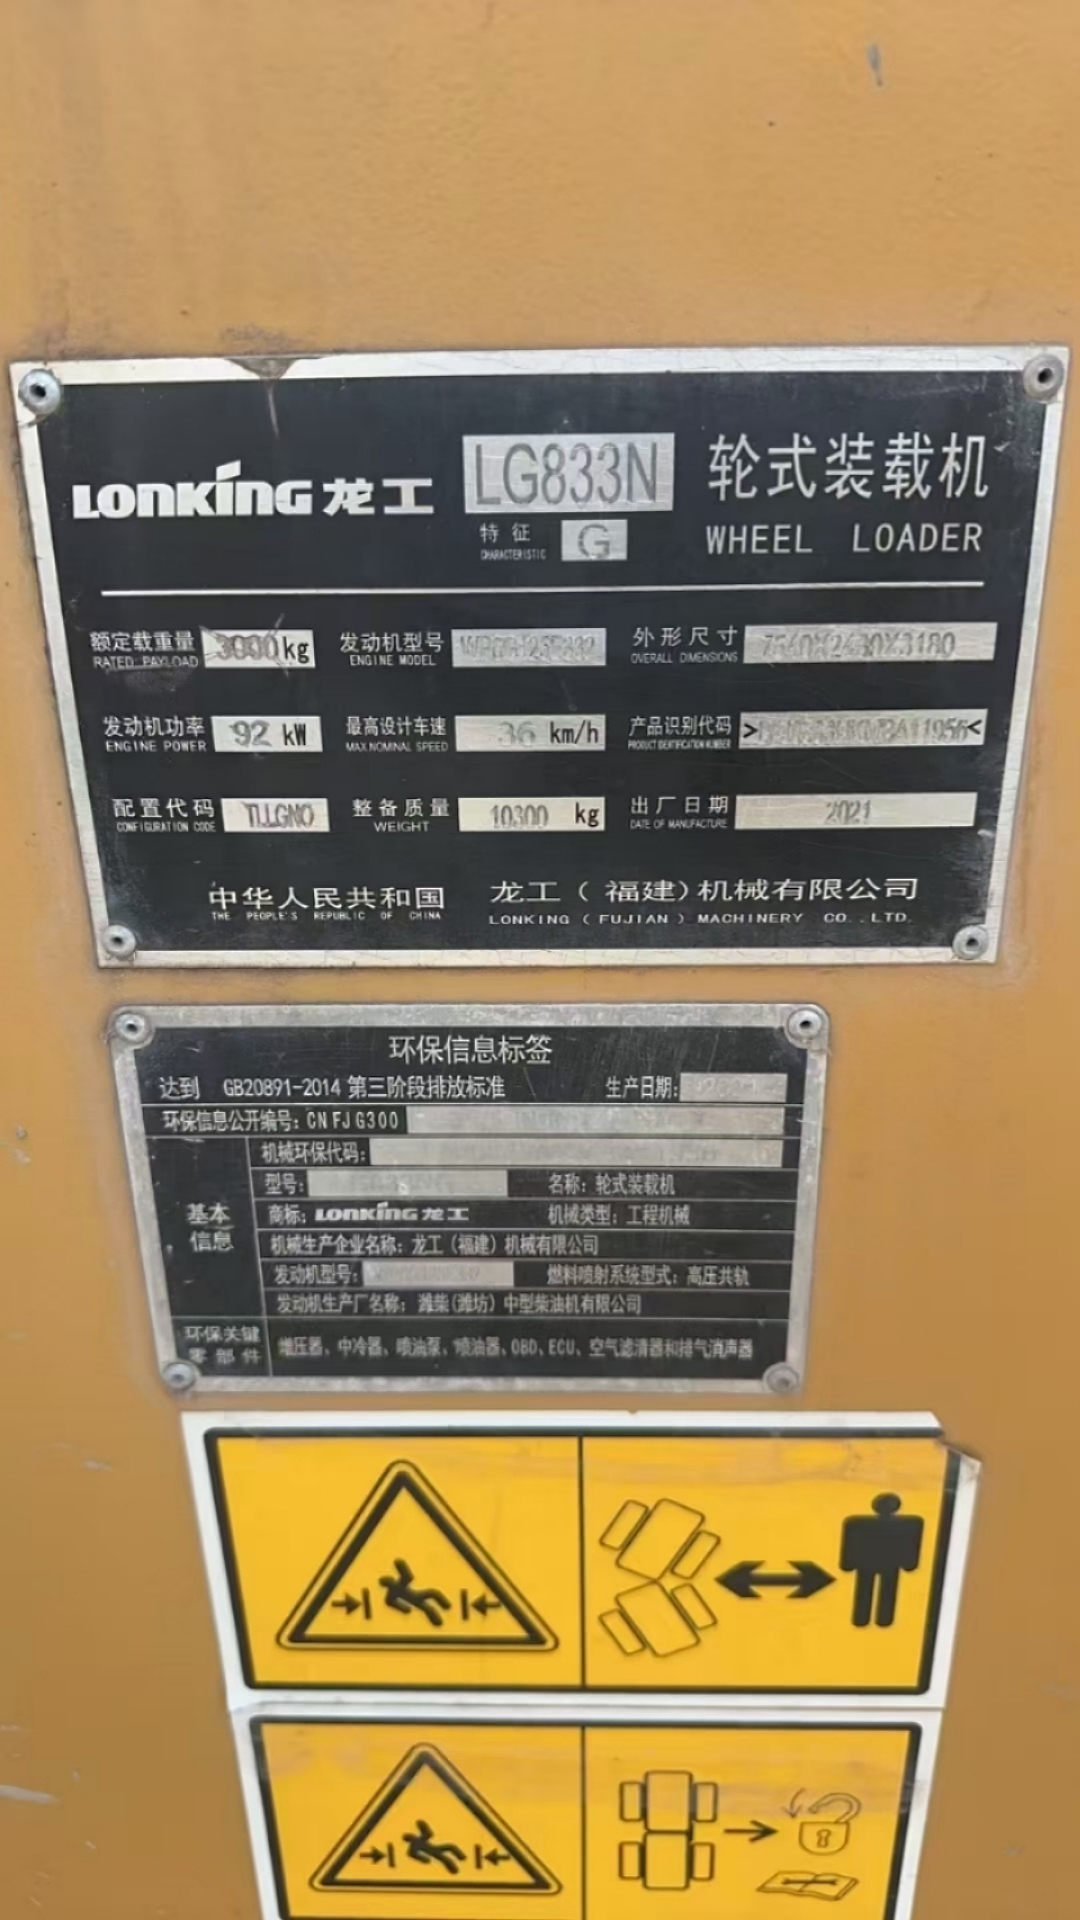 LONKING 龙工 LG833N 轮式装载机
特征 CHARACTERISTIC G WHEEL LOADER
额定载重量 3000kg 发动机型号 外形尺寸
RATED PAYLOAD ENGINE MODEL OVERALL DIMENSIONS
发动机功率 92 kW 最高设计车速 36 km/h 产品识别代码
ENGINE POWER MAX.NOMINAL SPEED PRODUCT IDENTIFICATION NUMBER
配置代码 整备质量 10300 kg 出厂日期 2021
CONFIGURATION CODE WEIGHT DATE OF MANUFACTURE
中华人民共和国 龙工（福建）机械有限公司
THE PEOPLE'S REPUBLIC OF CHINA LONKING ( FUJIAN ) MACHINERY CO.,LTD.
环保信息标签
达到 GB20891-2014 第三阶段排放标准 生产日期:
环保信息公开编号: CN FJ G300
机械环保代码:
型号: 名称: 轮式装载机
基本信息
商标: LONKING 龙工 机械类型: 工程机械
机械生产企业名称: 龙工（福建）机械有限公司
发动机型号: 燃料喷射系统型式: 高压共轨
发动机生产厂名称: 潍柴(潍坊) 中型柴油机有限公司
环保关键零部件 增压器、中冷器、喷油泵、喷油器、OBD、ECU、空气滤清器和排气消声器